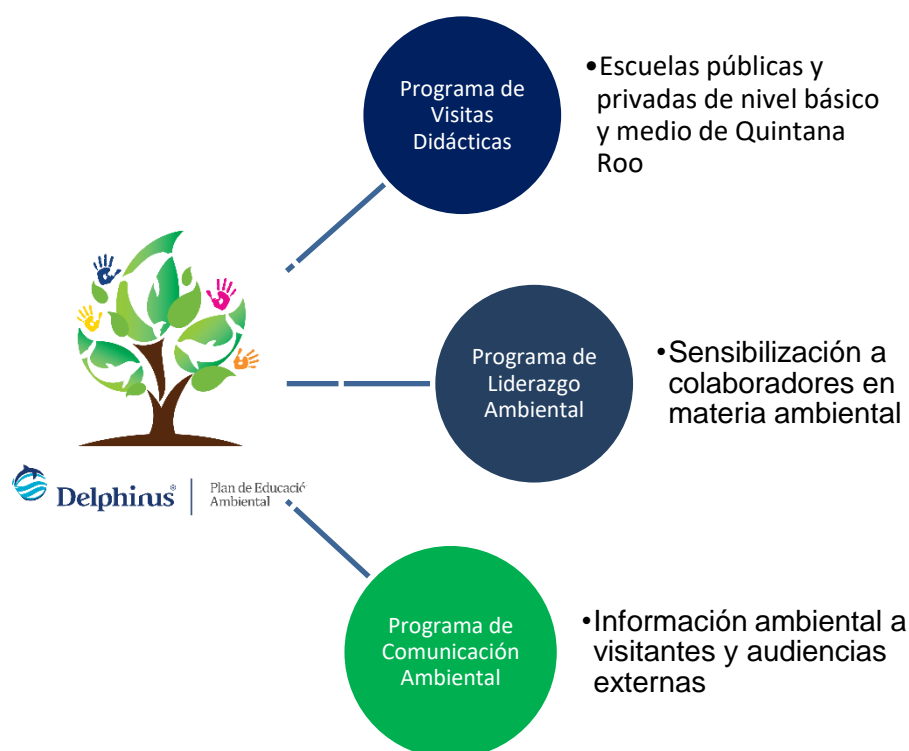 Programa de
Visitas
Didácticas
•Escuelas públicas y
privadas de nivel básico
y medio de Quintana
Roo
Programa de
Liderazgo
Ambiental
•Sensibilización a
colaboradores en
materia ambiental
Delphinus®
Plan de Educació
Ambiental
Programa de
Comunicación
Ambiental
•Información ambiental a
visitantes y audiencias
externas